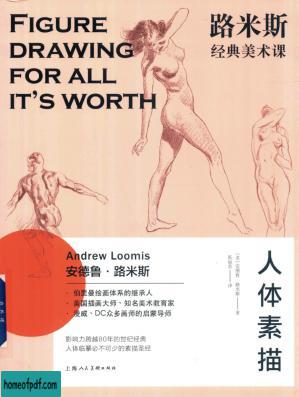 FIGURE
DRAWING
FOR ALL
IT'S WORTH
路米斯
经典美术课
Andrew Loomis
安德鲁·路米斯
·伯里曼绘画体系的继承人
·美国插画大师、知名美术教育家
·漫威、DC众多画师的启蒙导师
影响力跨越80年的世纪经典
人体临摹必不可少的素描圣经
上海人民美术出版社
人体素描
homeofpdf.com